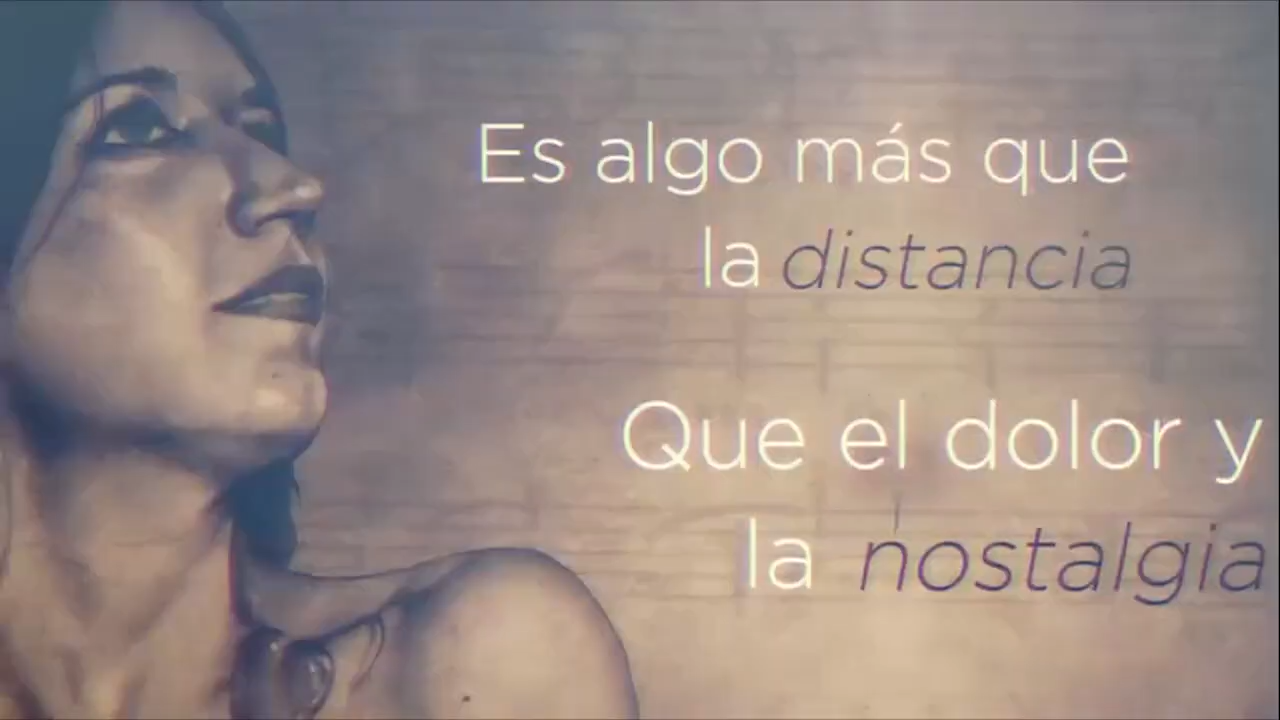 Es algo más que
la distancia
Que el dolor y
la nostalgia